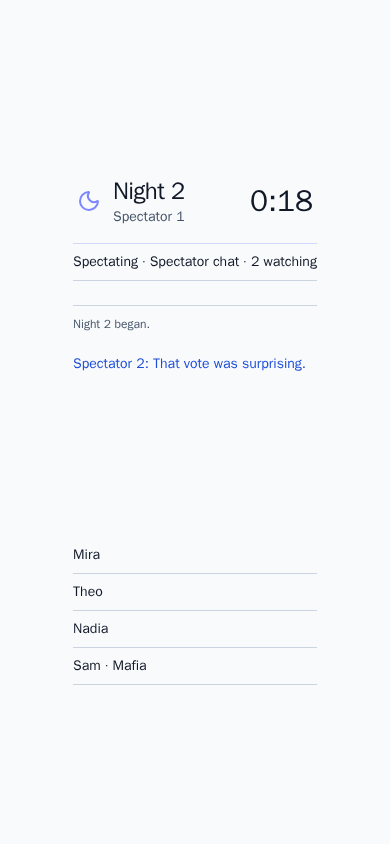 Night 2
Spectator 1
0:18
Spectating · Spectator chat · 2 watching
Night 2 began.
Spectator 2: That vote was surprising.
Mira
Theo
Nadia
Sam · Mafia